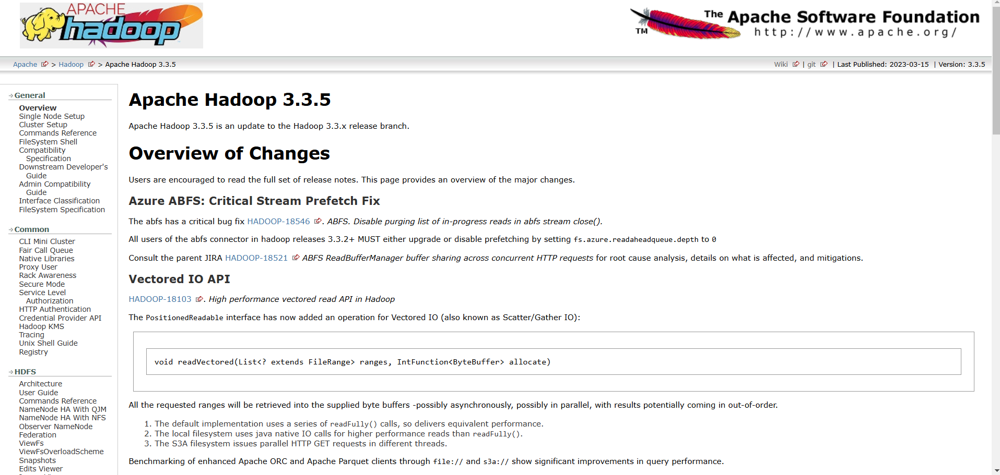 APACHE
hadoop
TM The Apache Software Foundation
http://www.apache.org/
Apache > Hadoop > Apache Hadoop 3.3.5
Wiki | git | Last Published: 2023-03-15 | Version: 3.3.5
General
Overview
Single Node Setup
Cluster Setup
Commands Reference
FileSystem Shell
Compatibility
Specification
Downstream Developer's
Guide
Admin Compatibility
Guide
Interface Classification
FileSystem Specification
Common
CLI Mini Cluster
Fair Call Queue
Native Libraries
Proxy User
Rack Awareness
Secure Mode
Service Level
Authorization
HTTP Authentication
Credential Provider API
Hadoop KMS
Tracing
Unix Shell Guide
Registry
HDFS
Architecture
User Guide
Commands Reference
NameNode HA With QJM
NameNode HA With NFS
Observer NameNode
Federation
ViewFs
ViewFsOverloadScheme
Snapshots
Edits Viewer
Apache Hadoop 3.3.5
Apache Hadoop 3.3.5 is an update to the Hadoop 3.3.x release branch.
Overview of Changes
Users are encouraged to read the full set of release notes. This page provides an overview of the major changes.
Azure ABFS: Critical Stream Prefetch Fix
The abfs has a critical bug fix HADOOP-18546 . ABFS. Disable purging list of in-progress reads in abfs stream close().
All users of the abfs connector in hadoop releases 3.3.2+ MUST either upgrade or disable prefetching by setting fs.azure.readaheadqueue.depth to 0
Consult the parent JIRA HADOOP-18521 ABFS ReadBufferManager buffer sharing across concurrent HTTP requests for root cause analysis, details on what is affected, and mitigations.
Vectored IO API
HADOOP-18103 . High performance vectored read API in Hadoop
The PositionedReadable interface has now added an operation for Vectored IO (also known as Scatter/Gather IO):
void readVectored(List<? extends FileRange> ranges, IntFunction<ByteBuffer> allocate)
All the requested ranges will be retrieved into the supplied byte buffers -possibly asynchronously, possibly in parallel, with results potentially coming in out-of-order.
1. The default implementation uses a series of readFully() calls, so delivers equivalent performance.
2. The local filesystem uses java native IO calls for higher performance reads than readFully().
3. The S3A filesystem issues parallel HTTP GET requests in different threads.
Benchmarking of enhanced Apache ORC and Apache Parquet clients through file:// and s3a:// show significant improvements in query performance.